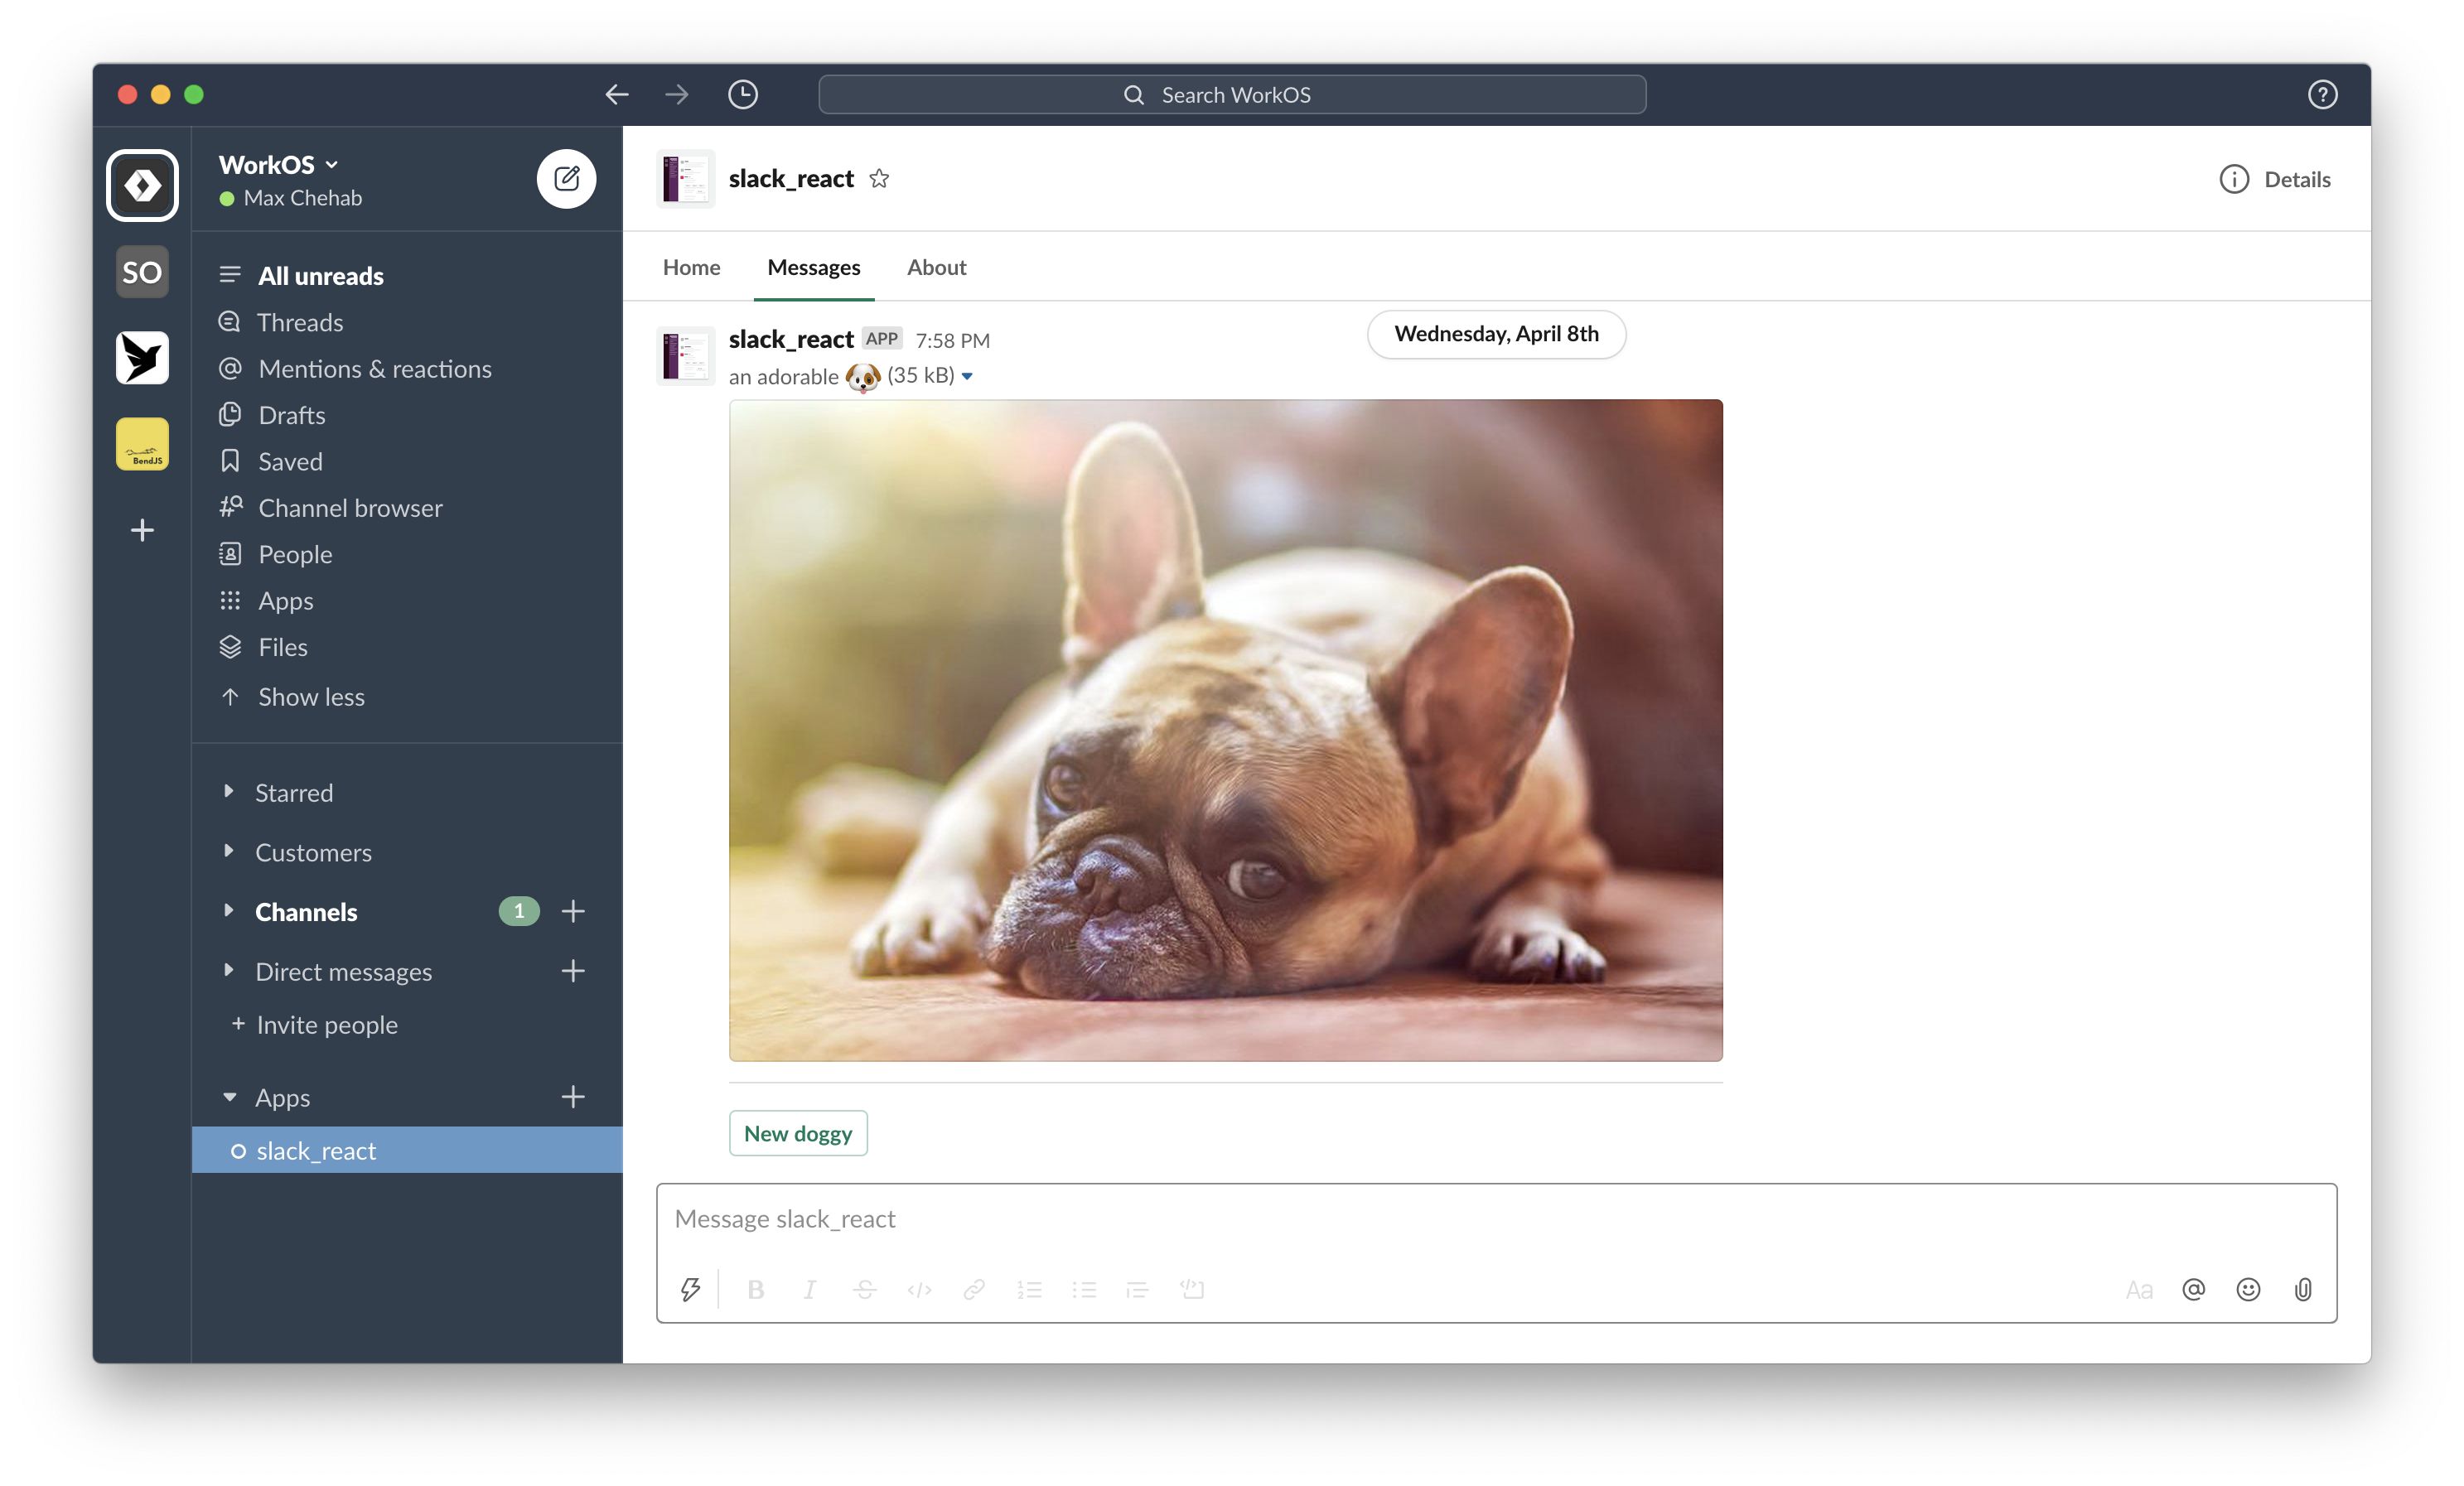 Search WorkOS
WorkOS
Max Chehab
SO
BendJS
All unreads
Threads
Mentions & reactions
Drafts
Saved
Channel browser
People
Apps
Files
Show less
Starred
Customers
Channels 1
Direct messages
Invite people
Apps
slack_react
slack_react
Details
Home Messages About
Wednesday, April 8th
slack_react APP 7:58 PM
an adorable 🐶 (35 kB)
New doggy
Message slack_react
Aa